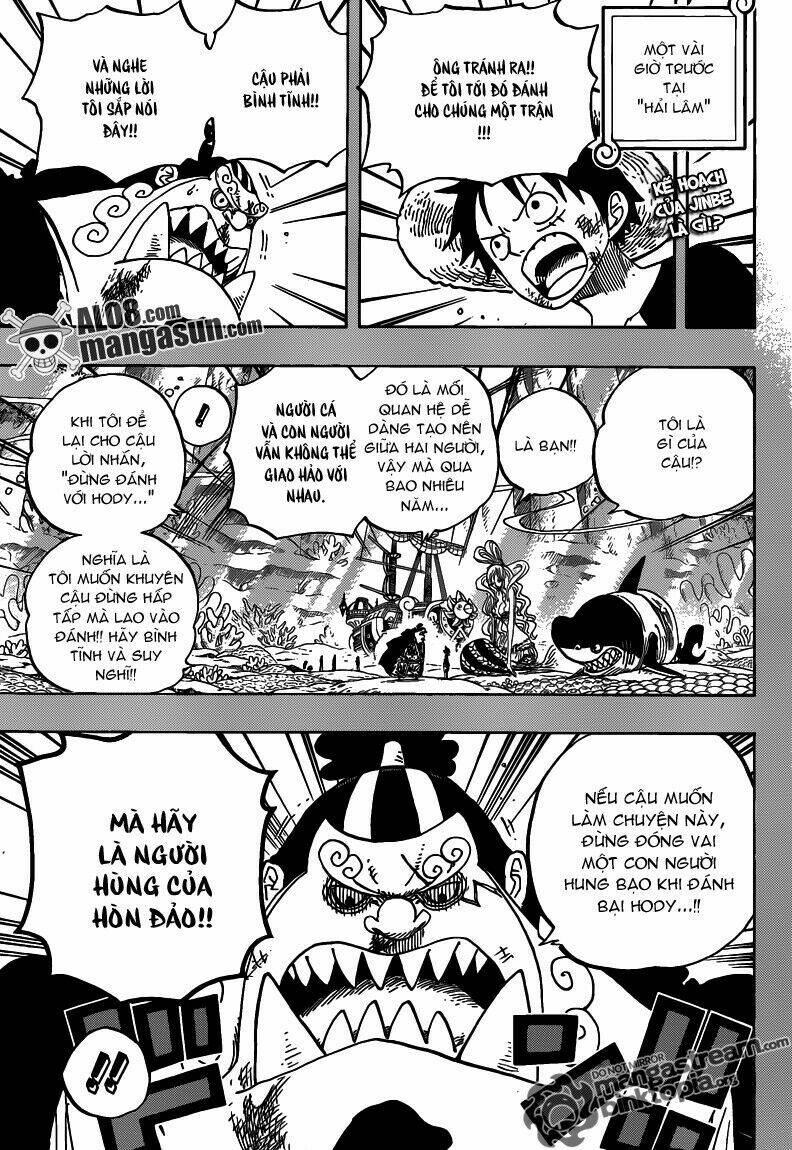 MỘT VÀI
GIỜ TRƯỚC
TẠI
"HẢI LÂM"
KẾ HOẠCH
CỦA JINBE
LÀ GÌ?
ÔNG TRÁNH RA!!
ĐỂ TÔI TỚI ĐÓ ĐÁNH
CHO CHÚNG MỘT TRẬN
!!!
CẬU PHẢI
BÌNH TĨNH!!
VÀ NGHE
NHỮNG LỜI
TÔI SẮP NÓI
ĐÂY!!
AL08.com
mangasun.com
TÔI LÀ
GÌ CỦA
CẬU!?
LÀ BẠN!!
ĐÓ LÀ MỐI
QUAN HỆ DỄ
DÀNG TẠO NÊN
GIỮA HAI NGƯỜI,
VẬY MÀ QUA
BAO NHIÊU
NĂM...
NGƯỜI CÁ
VÀ CON NGƯỜI
VẪN KHÔNG THỂ
GIAO HẢO VỚI
NHAU.
!!
KHI TÔI ĐỂ
LẠI CHO CẬU
LỜI NHẮN,
"ĐỪNG ĐÁNH
VỚI HODY..."
NGHĨA LÀ
TÔI MUỐN KHUYÊN
CẬU ĐỪNG HẤP
TẤP MÀ LAO VÀO
ĐÁNH!! HÃY BÌNH
TĨNH VÀ SUY
NGHĨ!!
NẾU CẬU MUỐN
LÀM CHUYỆN NÀY,
ĐỪNG ĐÓNG VAI
MỘT CON NGƯỜI
HUNG BẠO KHI ĐÁNH
BẠI HODY...!!
MÀ HÃY
LÀ NGƯỜI
HÙNG CỦA
HÒN ĐẢO!!
!!
DO NOT MIRROR
mangastream.com
binktopia.org